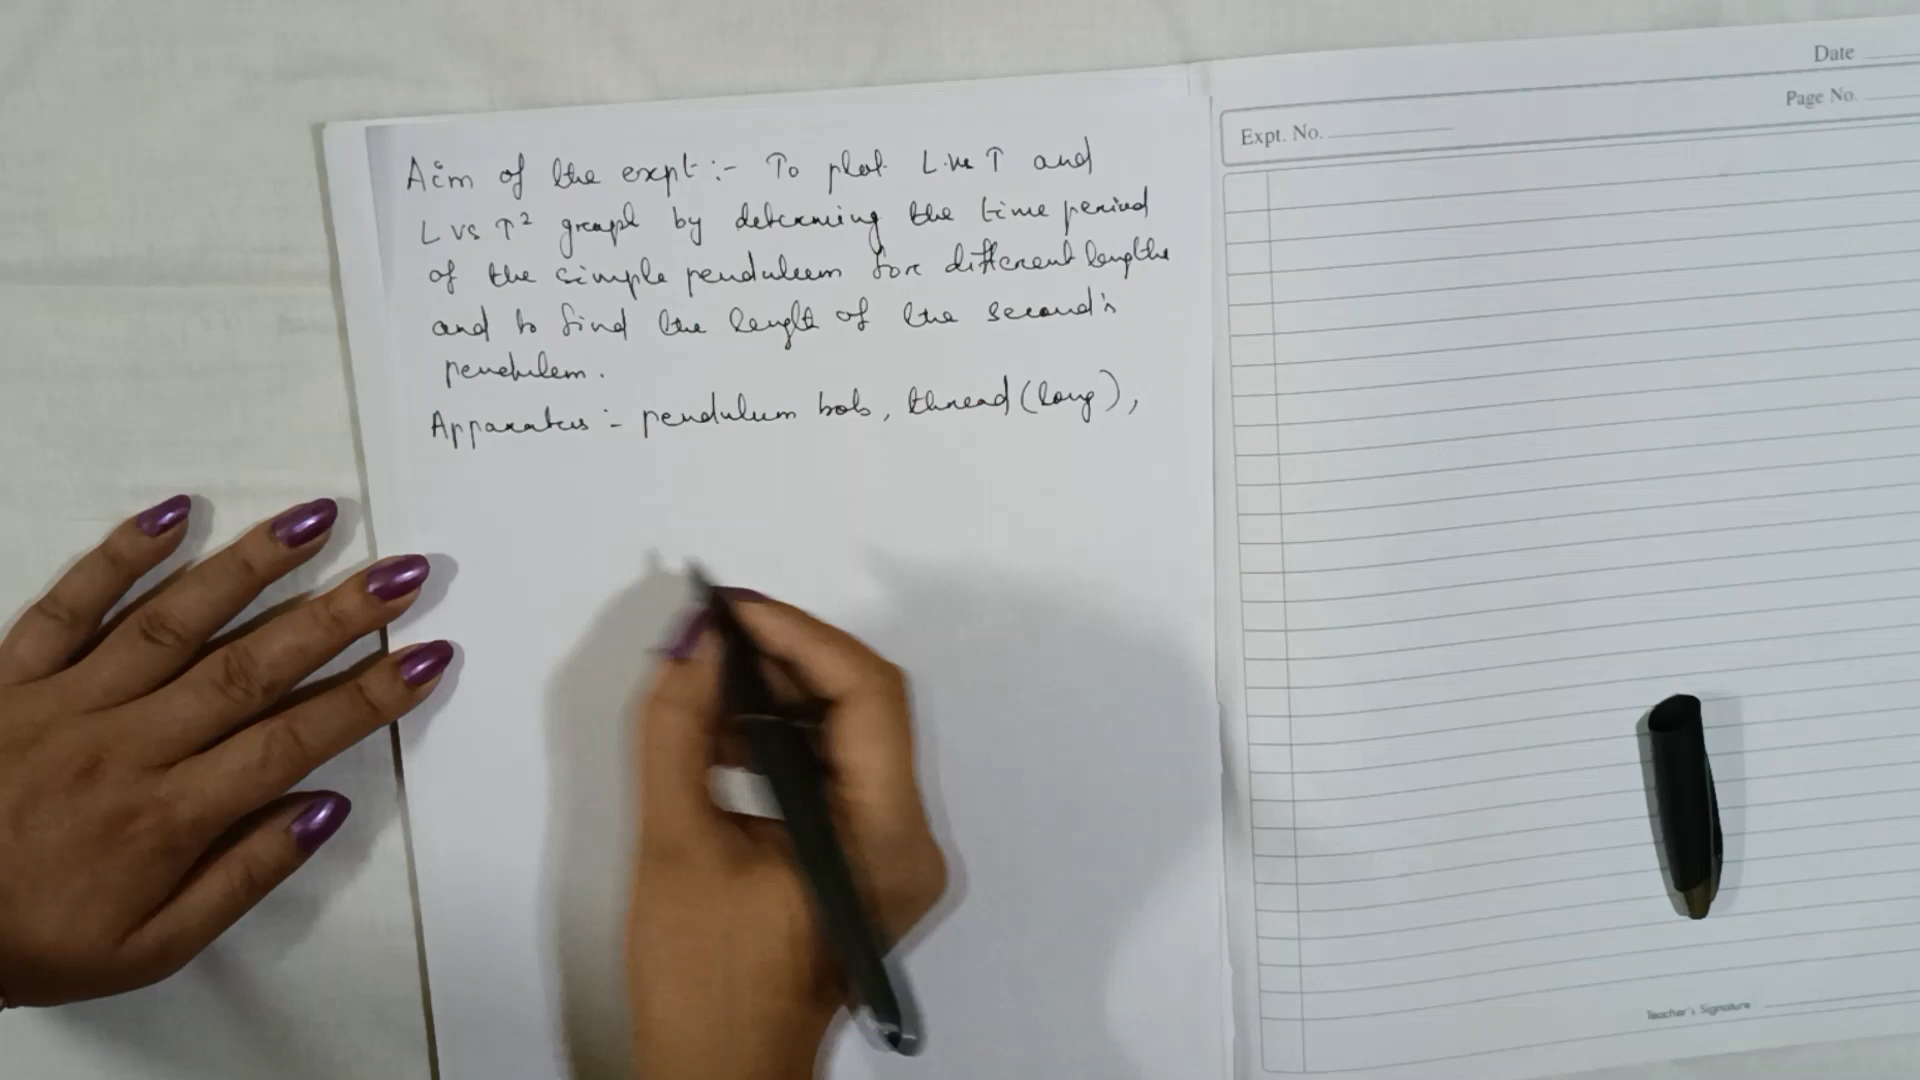 Aim of the expt :- To plot L vs T and
L vs T² graph by determing the time period
of the simple pendulum for different lengths
and to find the length of the second's
pendulem.
Apparatus :- pendulum bob, thread (long),
Date
Page No.
Expt. No.
Teacher's Signature